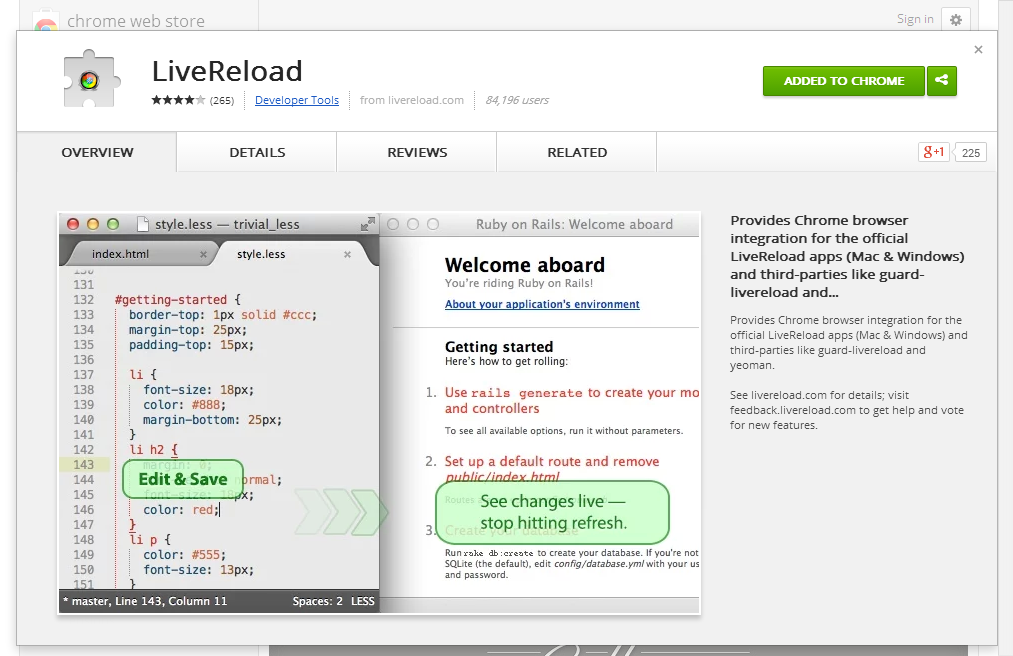 chrome web store
Sign in
LiveReload
(265) Developer Tools from livereload.com 84,196 users
ADDED TO CHROME
OVERVIEW DETAILS REVIEWS RELATED
g+1 225
style.less — trivial_less
index.html style.less
131
132 #getting-started {
133 border-top: 1px solid #ccc;
134 margin-top: 25px;
135 padding-top: 15px;
136
137 li {
138 font-size: 18px;
139 color: #888;
140 margin-bottom: 25px;
141 }
142 li h2 {
143 margin: 0;
144 normal;
145 font-size: 18px;
146 color: red;
147 }
148 li p {
149 color: #555;
150 font-size: 13px;
151 }
Edit & Save
* master, Line 143, Column 11 Spaces: 2 LESS
Ruby on Rails: Welcome aboard
Welcome aboard
You're riding Ruby on Rails!
About your application's environment
Getting started
Here's how to get rolling:
1. Use rails generate to create your mo
and controllers
To see all available options, run it without parameters.
2. Set up a default route and remove
public/index.html
Routes
See changes live —
stop hitting refresh.
3. Create your database
Run rake db:create to create your database. If you're not
SQLite (the default), edit config/database.yml with your us
and password.
Provides Chrome browser
integration for the official
LiveReload apps (Mac & Windows)
and third-parties like guard-
livereload and...
Provides Chrome browser integration for the
official LiveReload apps (Mac & Windows) and
third-parties like guard-livereload and
yeoman.
See livereload.com for details; visit
feedback.livereload.com to get help and vote
for new features.